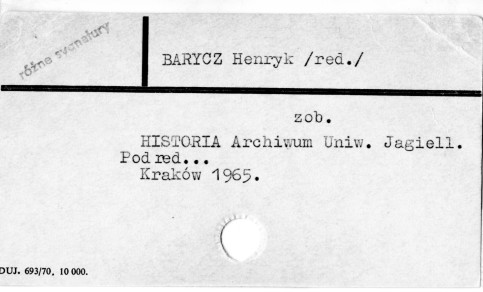 różne sygnatury
BARYCZ Henryk /red./
zob.
HISTORIA Archiwum Uniw. Jagiell.
Pod red...
Kraków 1965.
DUJ. 693/70, 10 000.